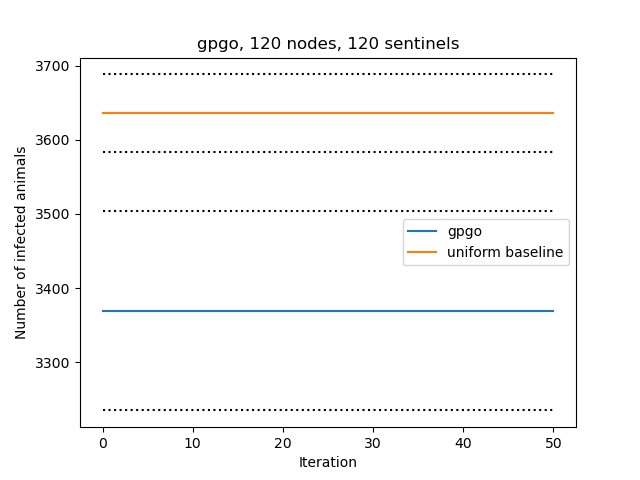 gpgo, 120 nodes, 120 sentinels
3700
3600
3500
3400
3300
Number of infected animals
gpgo
uniform baseline
0 10 20 30 40 50
Iteration